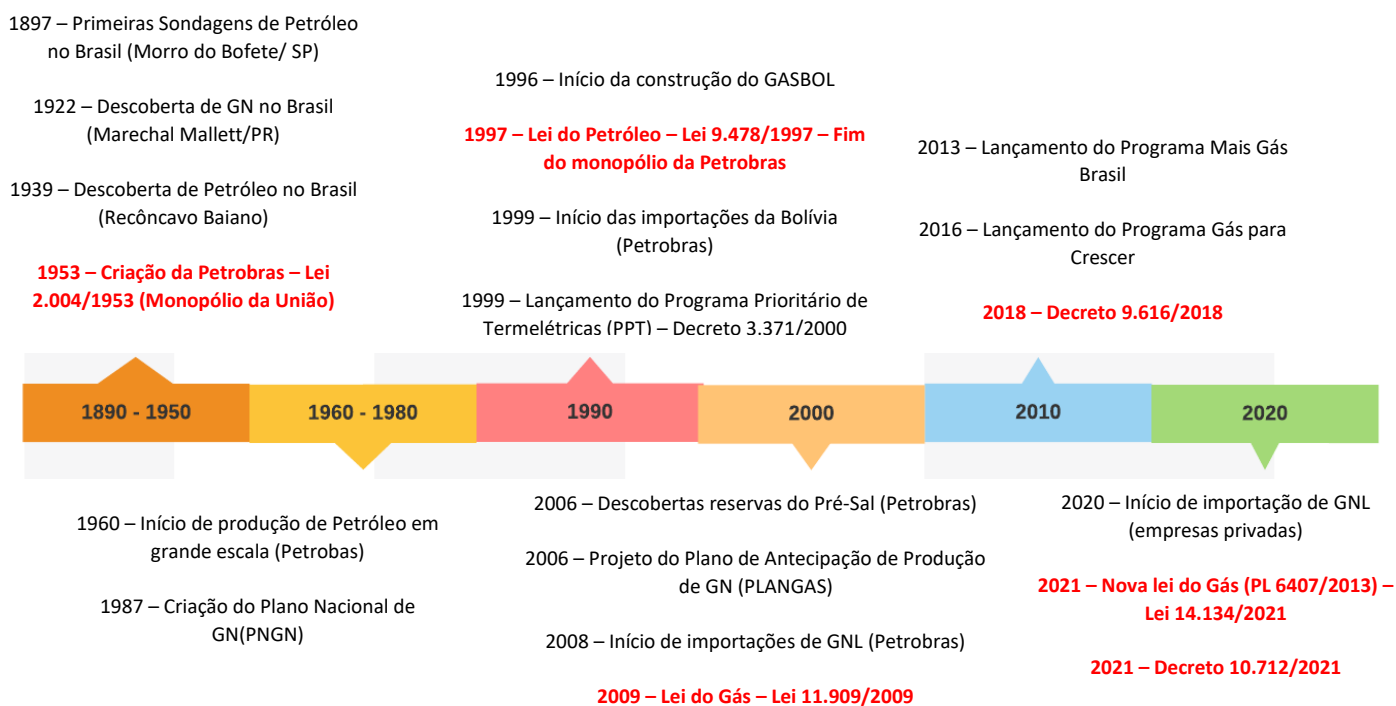 1897 – Primeiras Sondagens de Petróleo
no Brasil (Morro do Bofete/ SP)
1922 – Descoberta de GN no Brasil
(Marechal Mallett/PR)
1939 – Descoberta de Petróleo no Brasil
(Recôncavo Baiano)
1953 – Criação da Petrobras – Lei
2.004/1953 (Monopólio da União)
1996 – Início da construção do GASBOL
1997 – Lei do Petróleo – Lei 9.478/1997 – Fim
do monopólio da Petrobras
1999 – Início das importações da Bolívia
(Petrobras)
1999 – Lançamento do Programa Prioritário de
Termelétricas (PPT) – Decreto 3.371/2000
2013 – Lançamento do Programa Mais Gás
Brasil
2016 – Lançamento do Programa Gás para
Crescer
2018 – Decreto 9.616/2018
1890 - 1950
1960 - 1980
1990
2000
2010
2020
1960 – Início de produção de Petróleo em
grande escala (Petrobas)
1987 – Criação do Plano Nacional de
GN(PNGN)
2006 – Descobertas reservas do Pré-Sal (Petrobras)
2006 – Projeto do Plano de Antecipação de Produção
de GN (PLANGAS)
2008 – Início de importações de GNL (Petrobras)
2009 – Lei do Gás – Lei 11.909/2009
2020 – Início de importação de GNL
(empresas privadas)
2021 – Nova lei do Gás (PL 6407/2013) –
Lei 14.134/2021
2021 – Decreto 10.712/2021